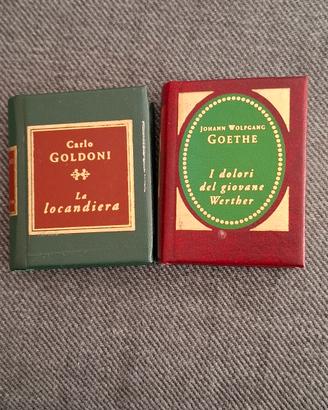 Carlo
GOLDONI
La
locandiera
JOHANN WOLFGANG
GOETHE
I dolori
del giovane
Werther